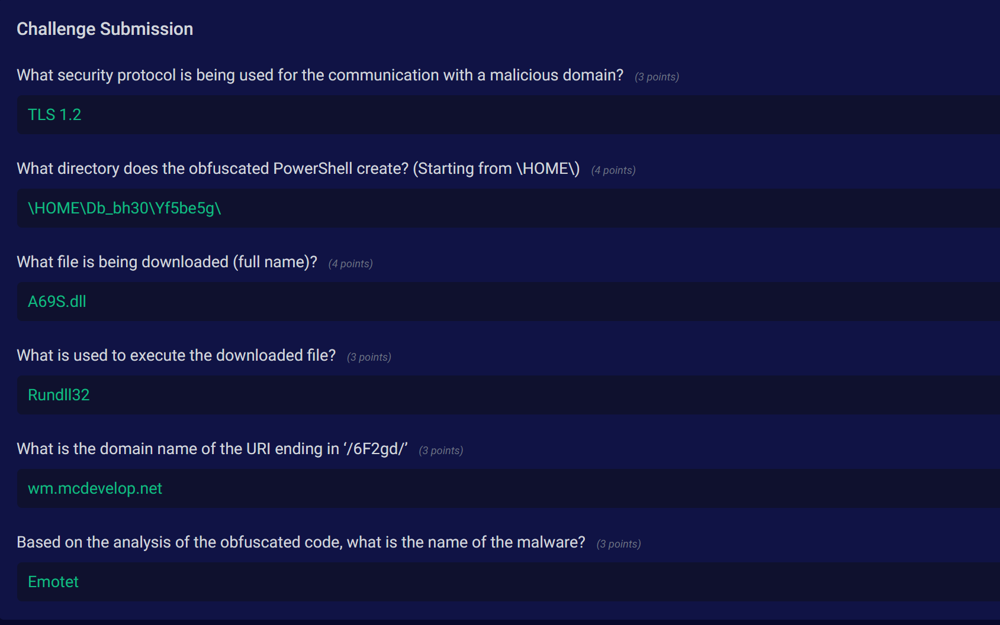 Challenge Submission
What security protocol is being used for the communication with a malicious domain? (3 points)
TLS 1.2
What directory does the obfuscated PowerShell create? (Starting from \HOME\) (4 points)
\HOME\Db_bh30\Yf5be5g\
What file is being downloaded (full name)? (4 points)
A69S.dll
What is used to execute the downloaded file? (3 points)
Rundll32
What is the domain name of the URI ending in ‘/6F2gd/’ (3 points)
wm.mcdevelop.net
Based on the analysis of the obfuscated code, what is the name of the malware? (3 points)
Emotet